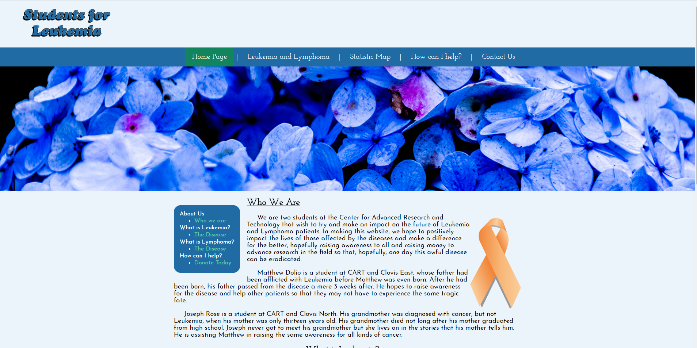 Students for
Leukemia
Home Page | Leukemia and Lymphoma | Statistic Map | How can I help? | Contact Us
About Us
Who we are
What is Leukemia?
The Disease
What is Lymphoma?
The Disease
How can I help?
Donate Today
Who We Are
We are two students at the Center for Advanced Research and
Technology that wish to try and make an impact on the future of Leukemia
and Lymphoma patients. In making this website, we hope to positively
impact the lives of those affected by the diseases and make a difference
for the better, hopefully raising awareness to all and raising money to
advance research in the field so that, hopefully, one day this awful disease
can be eradicated.
Matthew is a student at CART and Clovis East, whose father had
been afflicted with Leukemia before Matthew was even born. After he had
been born, his father passed from the disease a mere 3 weeks after. He hopes to raise awareness
for the disease and help other patients so that they may not have to experience the same tragic
fate.
Joseph Rose is a student at CART and Clovis North. His grandmother was diagnosed with cancer, but not
Leukemia, when his mother was only thirteen years old. His grandmother died not long after his mother graduated
from high school. Joseph never got to meet his grandmother but she lives on in the stories that his mother tells him.
He is assisting Matthew in raising the same awareness for all kinds of cancer.